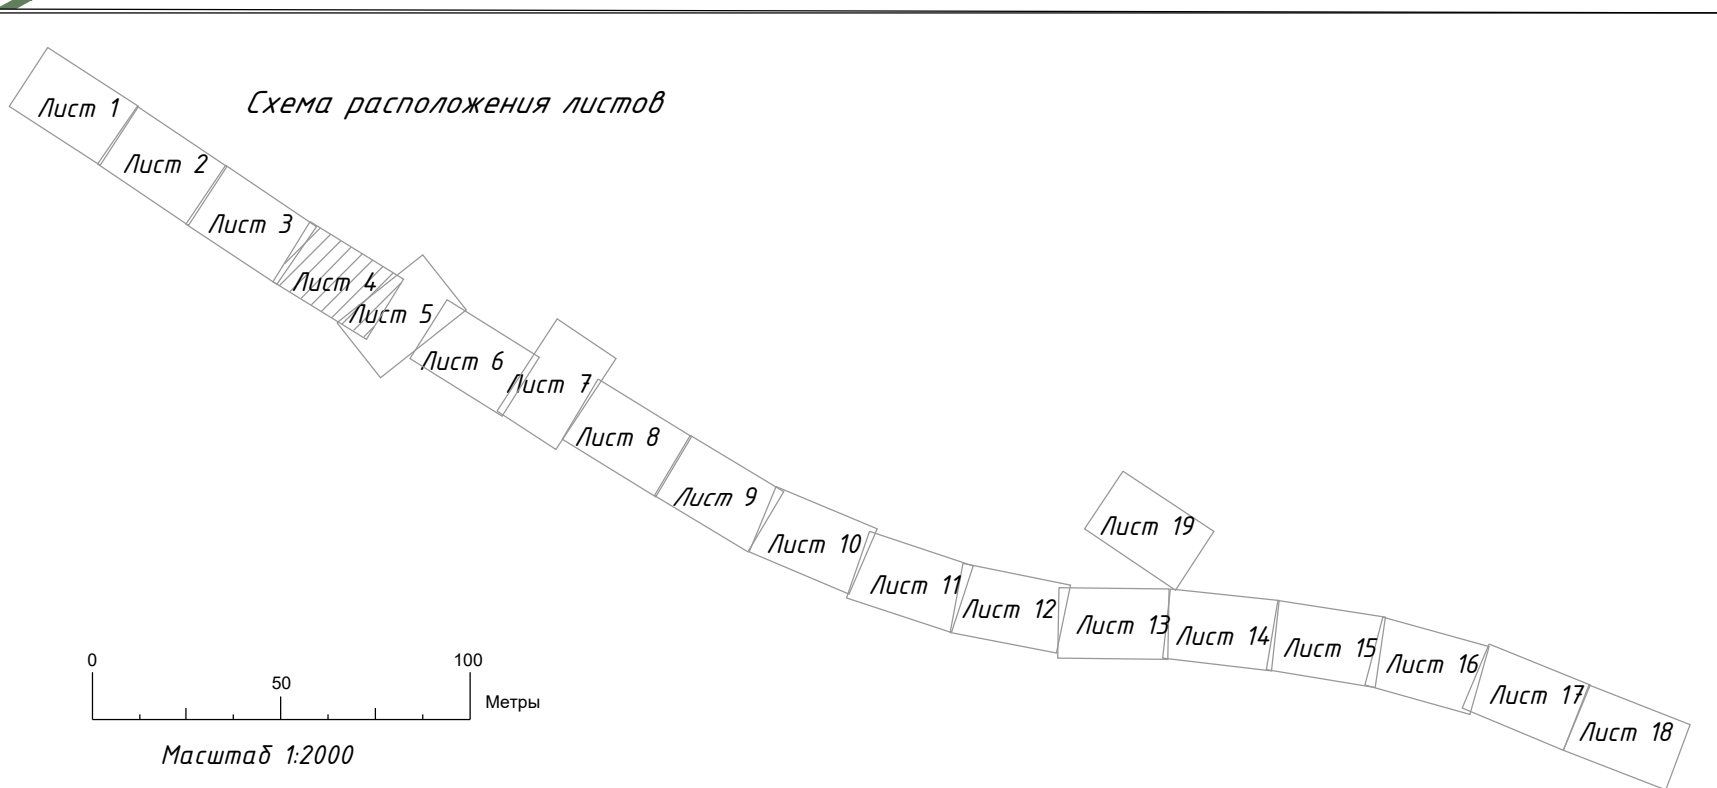 Схема расположения листов
Лист 1
Лист 2
Лист 3
Лист 4
Лист 5
Лист 6
Лист 7
Лист 8
Лист 9
Лист 10
Лист 11
Лист 12
Лист 13
Лист 14
Лист 15
Лист 16
Лист 17
Лист 18
Лист 19
0
50
100
Метры
Масштаб 1:2000